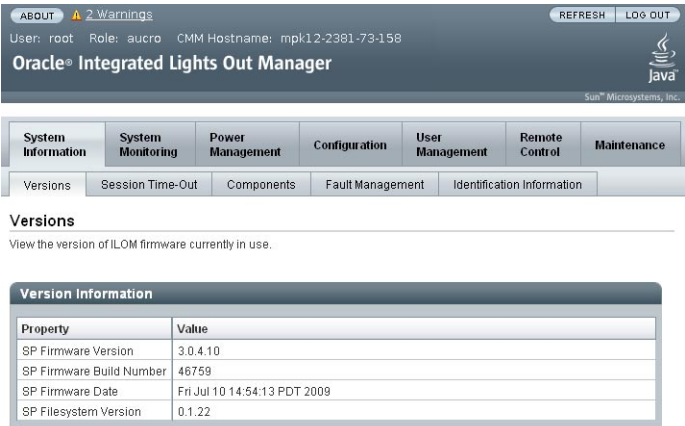 ABOUT 2 Warnings REFRESH LOG OUT
User: root Role: aucro CMM Hostname: mpk12-2381-73-158
Oracle® Integrated Lights Out Manager
Java™
Sun™ Microsystems, Inc.
System Information System Monitoring Power Management Configuration User Management Remote Control Maintenance
Versions Session Time-Out Components Fault Management Identification Information
Versions
View the version of ILOM firmware currently in use.
Version Information
Property Value
SP Firmware Version 3.0.4.10
SP Firmware Build Number 46759
SP Firmware Date Fri Jul 10 14:54:13 PDT 2009
SP Filesystem Version 0.1.22